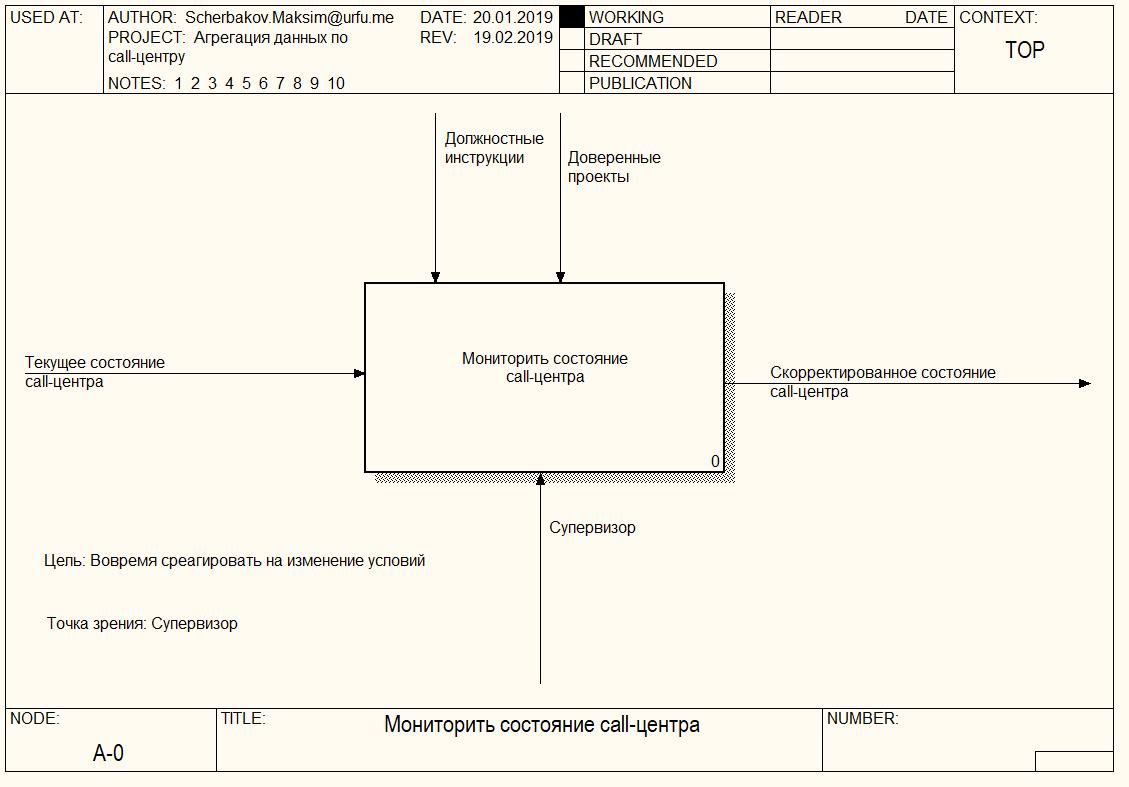 USED AT:
AUTHOR: Scherbakov.Maksim@urfu.me
DATE: 20.01.2019
PROJECT: Агрегация данных по
call-центру
REV: 19.02.2019
NOTES: 1 2 3 4 5 6 7 8 9 10
WORKING
DRAFT
RECOMMENDED
PUBLICATION
READER
DATE
CONTEXT:
TOP
Должностные
инструкции
Доверенные
проекты
Текущее состояние
call-центра
Мониторить состояние
call-центра
0
Скорректированное состояние
call-центра
Супервизор
Цель: Вовремя среагировать на изменение условий
Точка зрения: Супервизор
NODE:
A-0
TITLE:
Мониторить состояние call-центра
NUMBER: